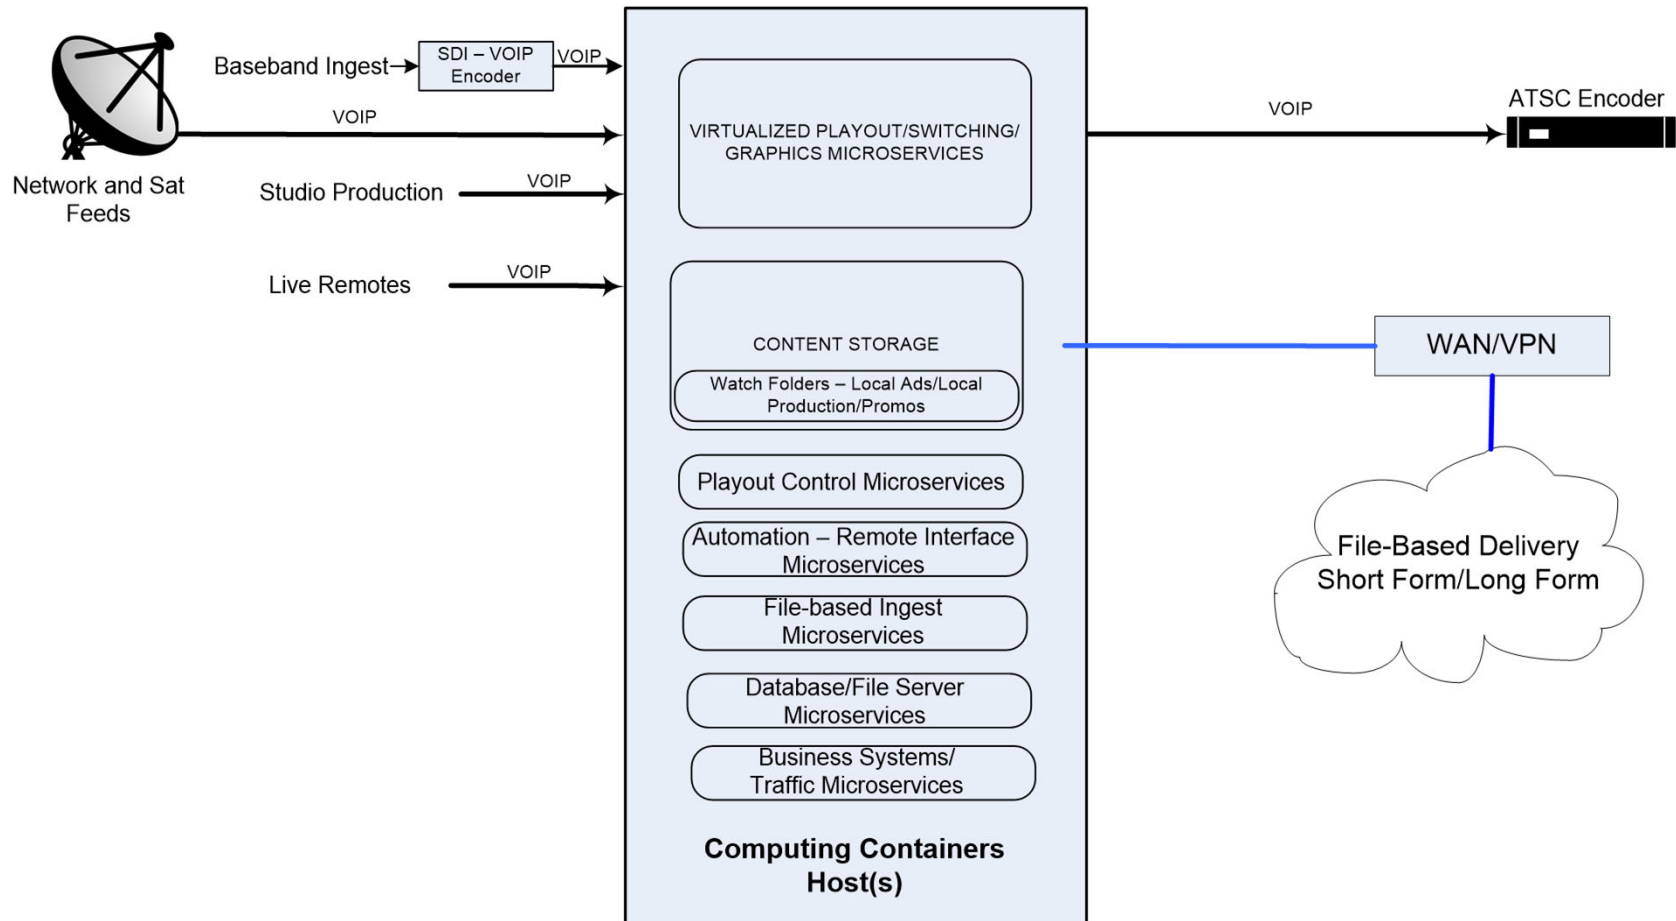 Baseband Ingest
SDI – VOIP
Encoder
VOIP
VOIP
Network and Sat
Feeds
Studio Production
VOIP
Live Remotes
VOIP
VIRTUALIZED PLAYOUT/SWITCHING/
GRAPHICS MICROSERVICES
CONTENT STORAGE
Watch Folders – Local Ads/Local
Production/Promos
Playout Control Microservices
Automation – Remote Interface
Microservices
File-based Ingest
Microservices
Database/File Server
Microservices
Business Systems/
Traffic Microservices
Computing Containers
Host(s)
VOIP
ATSC Encoder
WAN/VPN
File-Based Delivery
Short Form/Long Form